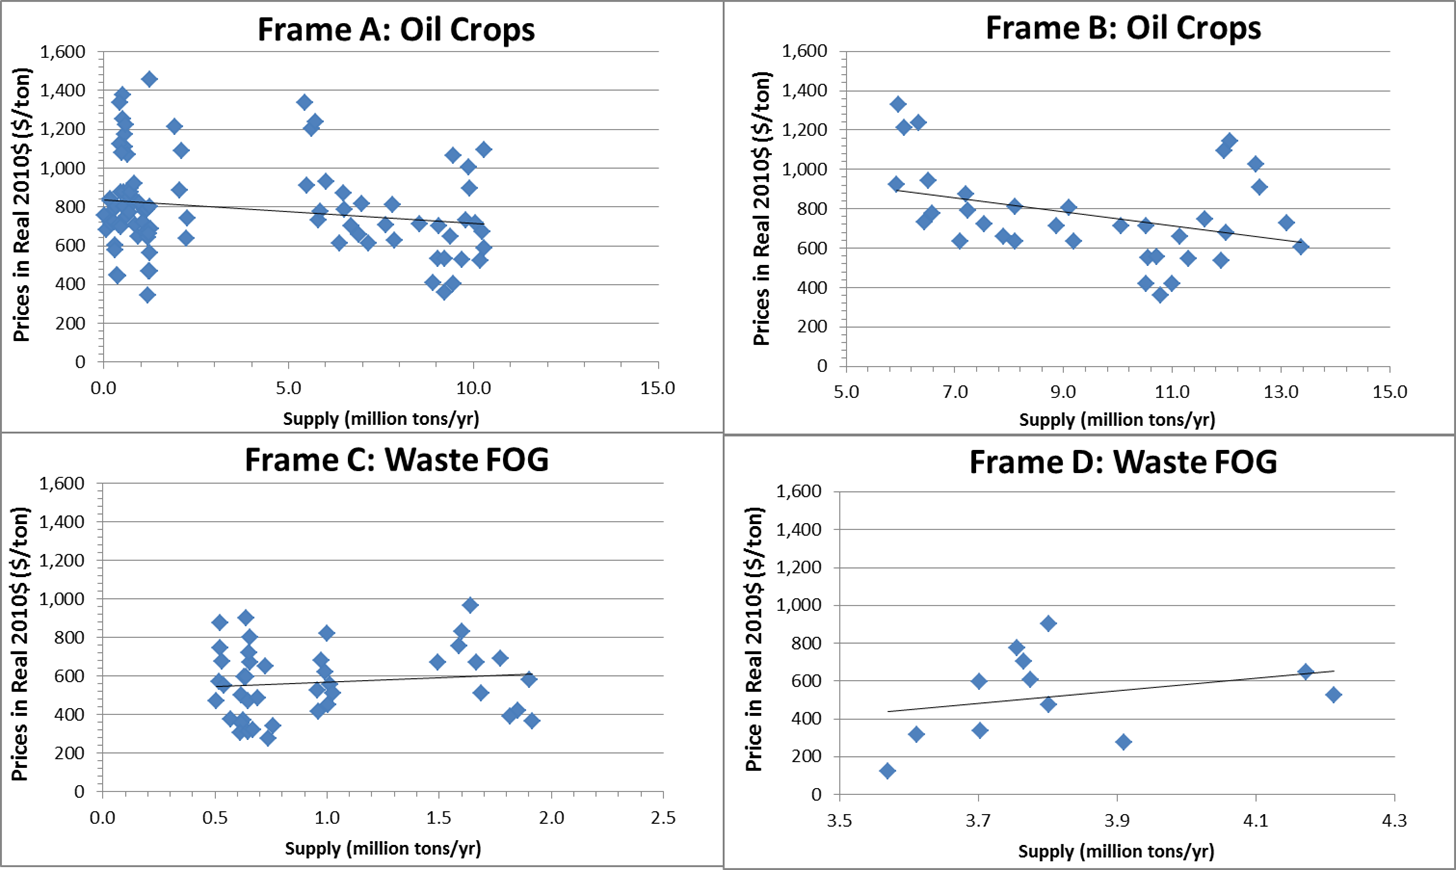 Frame A: Oil Crops
Prices in Real 2010$ ($/ton)
1,600
1,400
1,200
1,000
800
600
400
200
0
0.0 5.0 10.0 15.0
Supply (million tons/yr)
Frame B: Oil Crops
Prices in Real 2010$ ($/ton)
1,600
1,400
1,200
1,000
800
600
400
200
0
5.0 7.0 9.0 11.0 13.0 15.0
Supply (million tons/yr)
Frame C: Waste FOG
Prices in Real 2010$ ($/ton)
1,600
1,400
1,200
1,000
800
600
400
200
0
0.0 0.5 1.0 1.5 2.0 2.5
Supply (million tons/yr)
Frame D: Waste FOG
Price in Real 2010$ ($/ton)
1,600
1,400
1,200
1,000
800
600
400
200
0
3.5 3.7 3.9 4.1 4.3
Supply (million tons/yr)